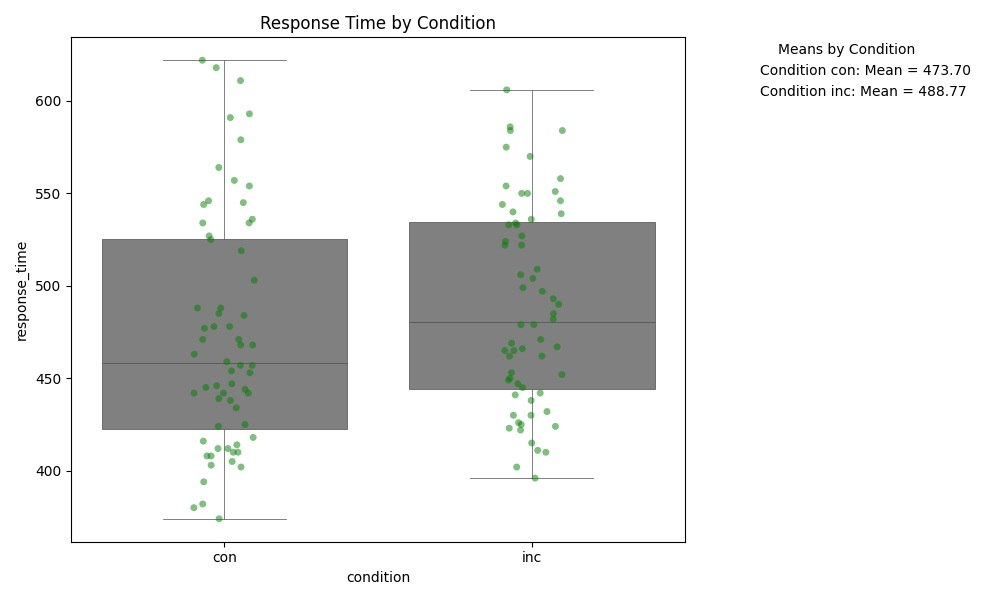 Response Time by Condition
Means by Condition
Condition con: Mean = 473.70
Condition inc: Mean = 488.77
response_time
600
550
500
450
400
con
inc
condition